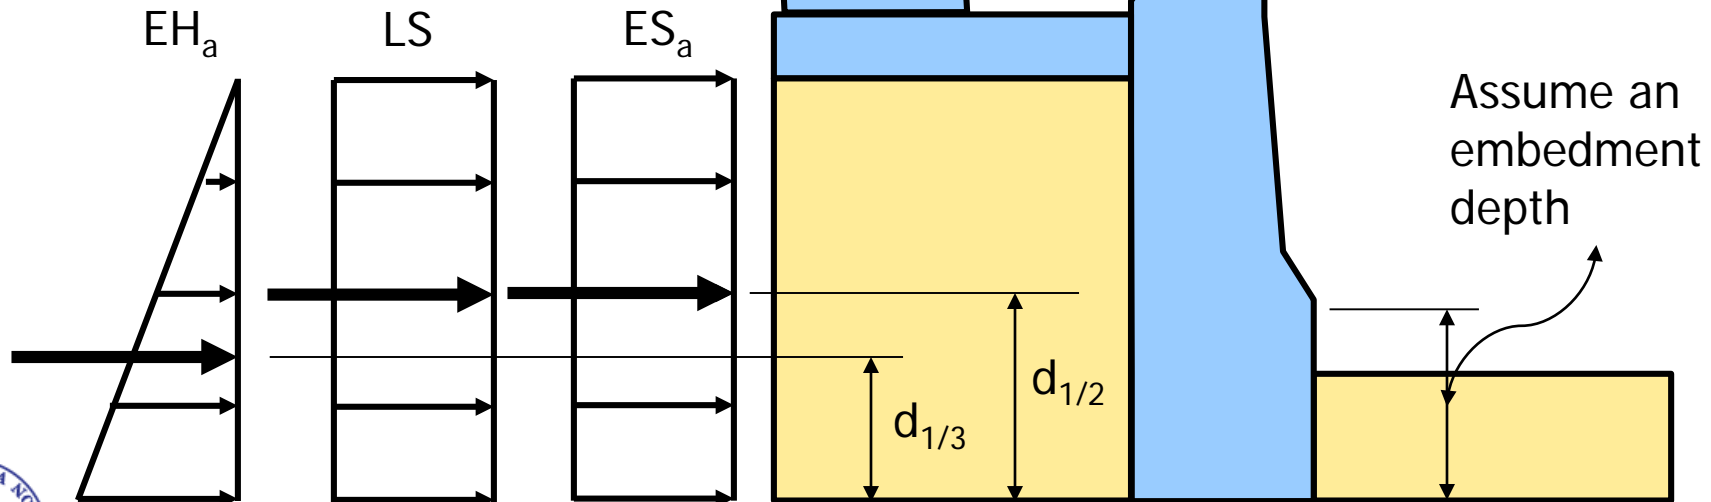 EHa
LS
ESa
Assume an
embedment
depth
d1/2
d1/3